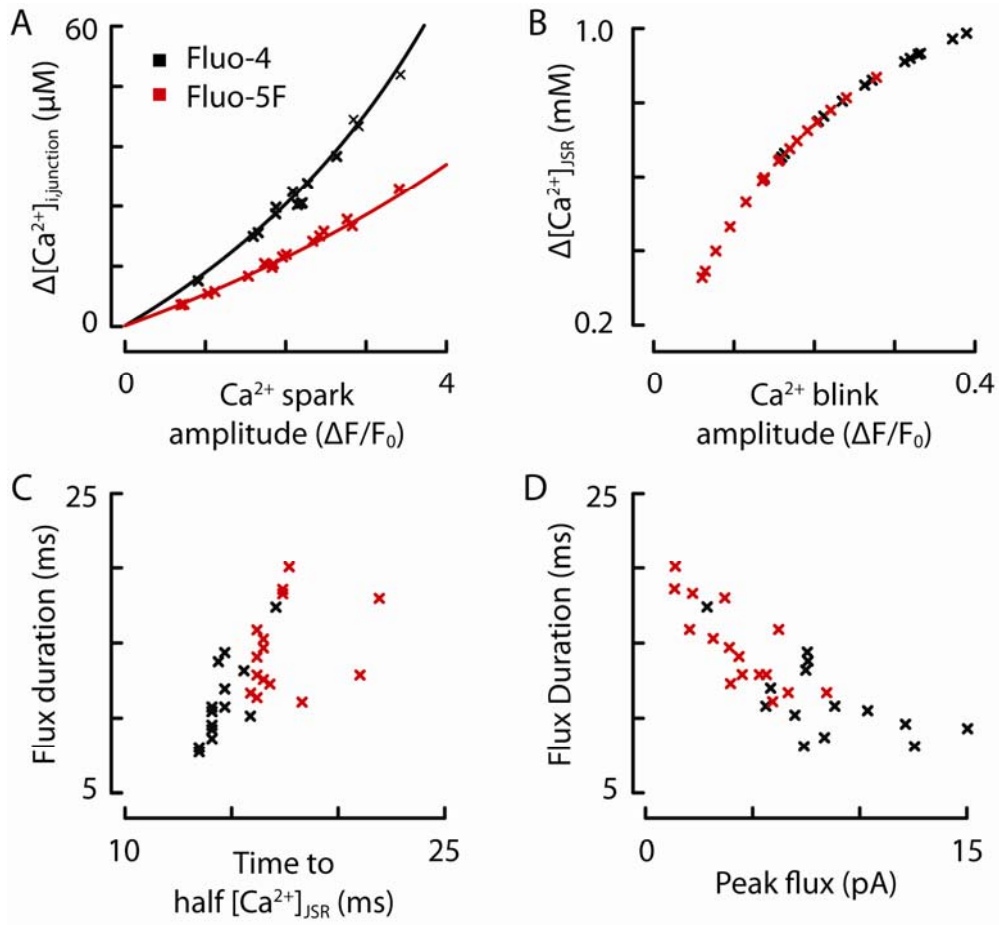 A
60
Fluo-4
Fluo-5F
Δ[Ca²⁺]i,junction (µM)
0
0
4
Ca²⁺ spark
amplitude (ΔF/F₀)
B
1.0
Δ[Ca²⁺]JSR (mM)
0.2
0
0.4
Ca²⁺ blink
amplitude (ΔF/F₀)
C
25
Flux duration (ms)
5
10
25
Time to
half [Ca²⁺]JSR (ms)
D
25
Flux Duration (ms)
5
0
15
Peak flux (pA)